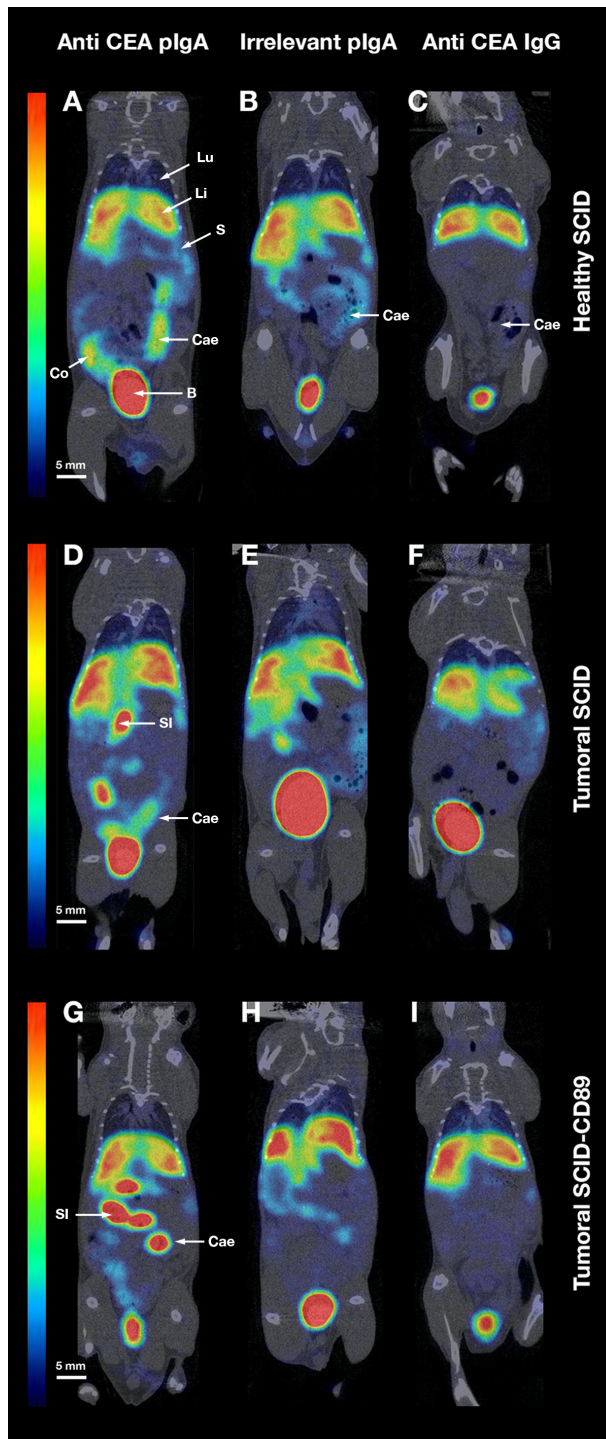 Anti CEA pIgA Irrelevant pIgA Anti CEA IgG
A B C
Lu
Li
S
Cae
Cae
Cae
Co
B
5 mm
Healthy SCID
D E F
SI
Cae
5 mm
Tumoral SCID
G H I
SI
Cae
5 mm
Tumoral SCID-CD89